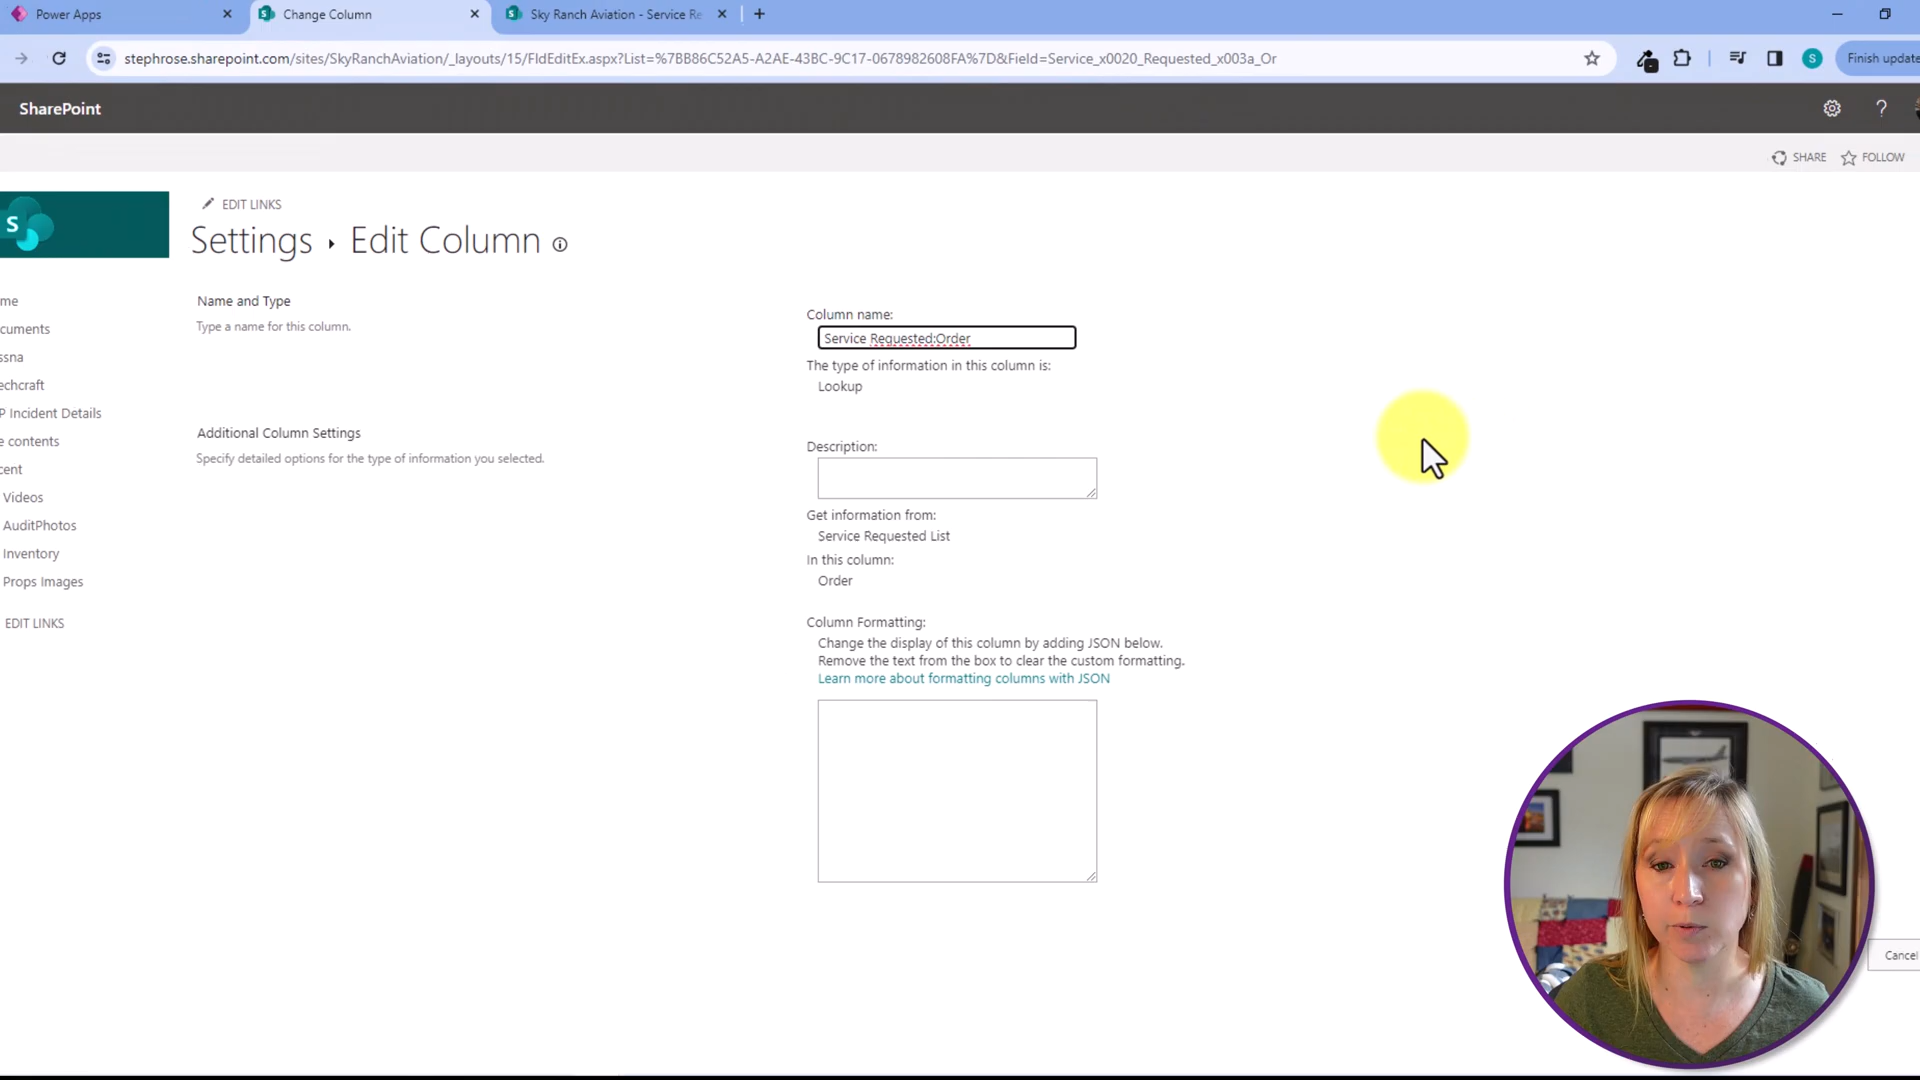 Power Apps
Change Column
Sky Ranch Aviation - Service Re
stephrose.sharepoint.com/sites/SkyRanchAviation/_layouts/15/FldEditEx.aspx?List=%7BB86C52A5-A2AE-43BC-9C17-0678982608FA%7D&Field=Service_x0020_Requested_x003a_Or
S
Finish update
SharePoint
?
SHARE
FOLLOW
S
EDIT LINKS
Settings ▸ Edit Column
me
cuments
ssna
echcraft
P Incident Details
e contents
cent
Videos
AuditPhotos
Inventory
Props Images
EDIT LINKS
Name and Type
Type a name for this column.
Column name:
Service Requested:Order
The type of information in this column is:
Lookup
Additional Column Settings
Specify detailed options for the type of information you selected.
Description:
Get information from:
Service Requested List
In this column:
Order
Column Formatting:
Change the display of this column by adding JSON below.
Remove the text from the box to clear the custom formatting.
Learn more about formatting columns with JSON
Cancel